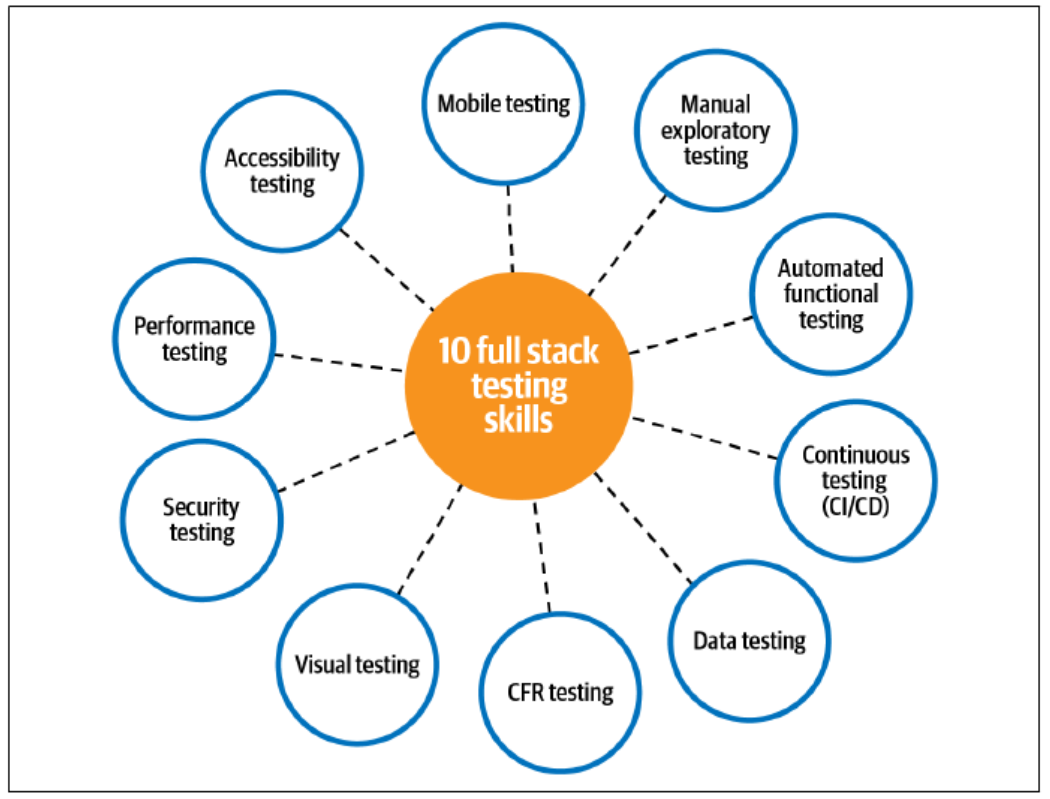 Mobile testing
Manual
exploratory
testing
Accessibility
testing
Automated
functional
testing
Performance
testing
10 full stack
testing
skills
Continuous
testing
(CI/CD)
Security
testing
Data testing
Visual testing
CFR testing